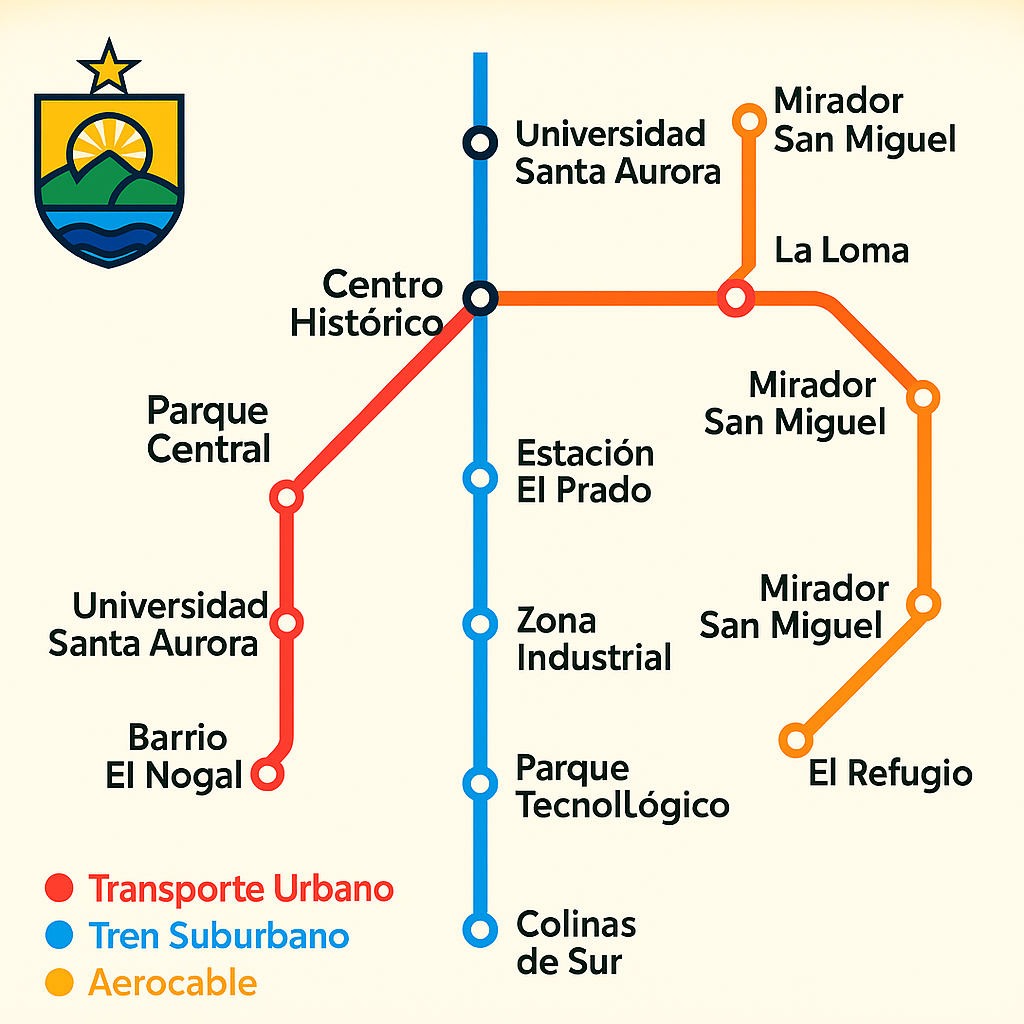 Universidad
Santa Aurora
Mirador
San Miguel
La Loma
Centro
Histórico
Mirador
San Miguel
Parque
Central
Estación
El Prado
Universidad
Santa Aurora
Zona
Industrial
Mirador
San Miguel
Barrio
El Nogal
Parque
Tecnollógico
El Refugio
Colinas
de Sur
Transporte Urbano
Tren Suburbano
Aerocable